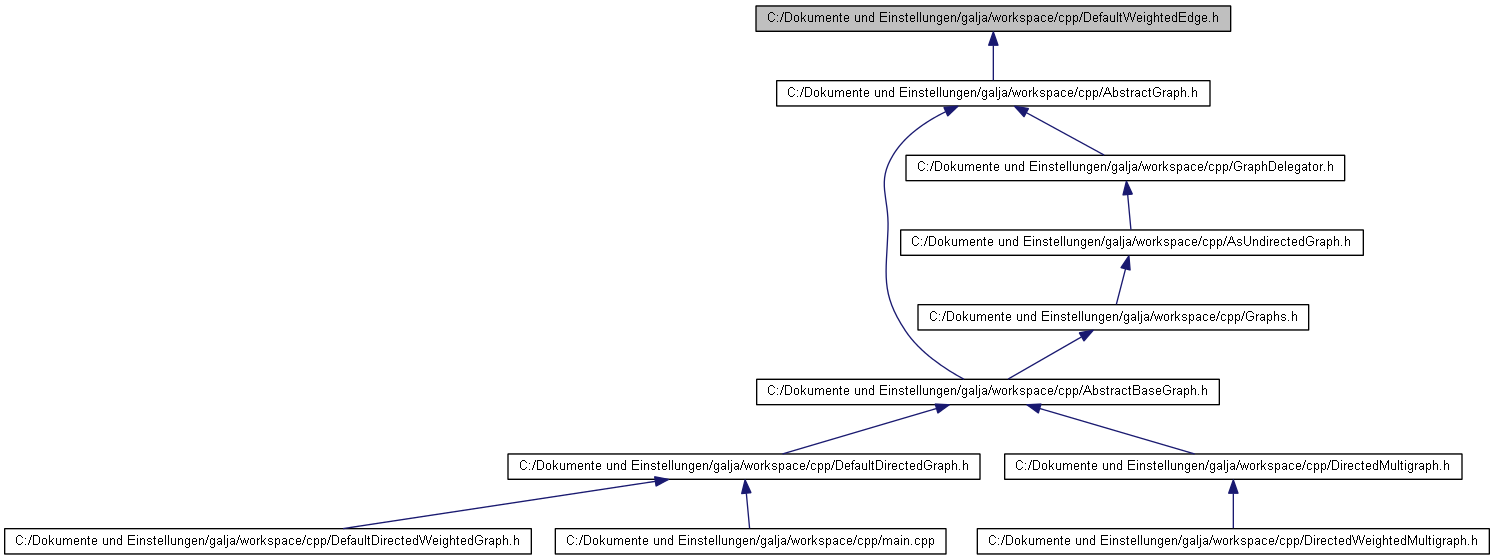 C:/Dokumente und Einstellungen/galja/workspace/cpp/DefaultWeightedEdge.h
C:/Dokumente und Einstellungen/galja/workspace/cpp/AbstractGraph.h
C:/Dokumente und Einstellungen/galja/workspace/cpp/GraphDelegator.h
C:/Dokumente und Einstellungen/galja/workspace/cpp/AsUndirectedGraph.h
C:/Dokumente und Einstellungen/galja/workspace/cpp/Graphs.h
C:/Dokumente und Einstellungen/galja/workspace/cpp/AbstractBaseGraph.h
C:/Dokumente und Einstellungen/galja/workspace/cpp/DefaultDirectedGraph.h
C:/Dokumente und Einstellungen/galja/workspace/cpp/DirectedMultigraph.h
C:/Dokumente und Einstellungen/galja/workspace/cpp/DefaultDirectedWeightedGraph.h
C:/Dokumente und Einstellungen/galja/workspace/cpp/main.cpp
C:/Dokumente und Einstellungen/galja/workspace/cpp/DirectedWeightedMultigraph.h